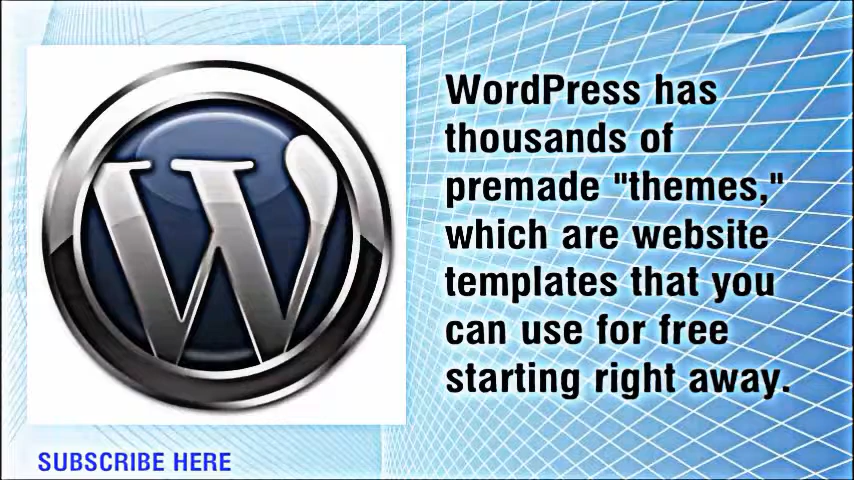 WordPress has
thousands of
premade "themes,"
which are website
templates that you
can use for free
starting right away.
W
SUBSCRIBE HERE